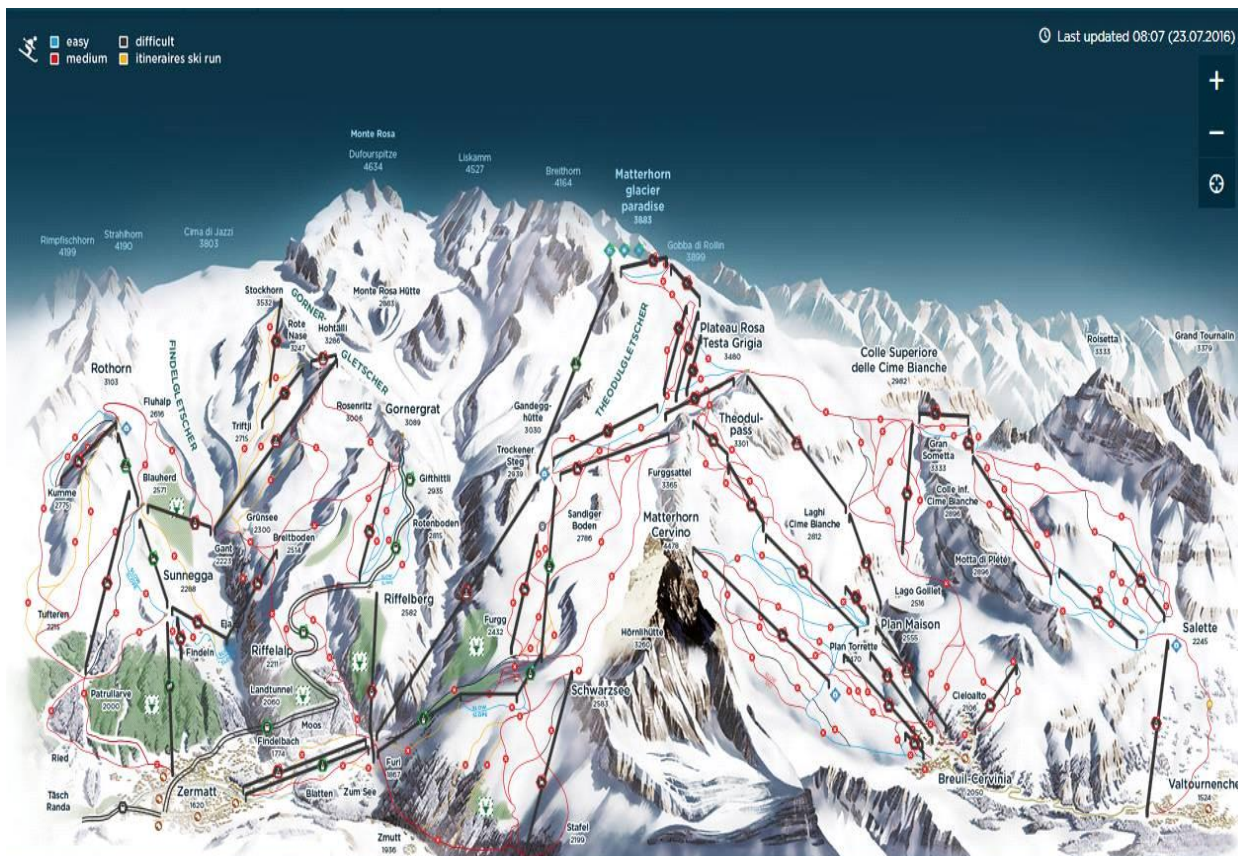 easy
difficult
medium
itineraires ski run
Last updated 08:07 (23.07.2016)
+
−
Monte Rosa
Dufourspitze
4634
Liskamm
4527
Breithorn
4164
Matterhorn
glacier
paradise
3883
Gobba di Rollin
3899
Rimpfischhorn
4199
Strahlhorn
4190
Cima di Jazzi
3803
Stockhorn
3532
GORNER-
GLETSCHER
Monte Rosa Hütte
2883
Rote
Nase
3247
Hohtälli
3286
THEODULGLETSCHER
Plateau Rosa
Testa Grigia
3480
Colle Superiore
delle Cime Bianche
2982
Roisetta
3333
Grand Tournalin
3379
Rothorn
3103
FINDELGLETSCHER
Fluhalp
2616
Triftji
2715
Rosenritz
3006
Gornergrat
3089
Gandegg-
hütte
3030
Theodul-
pass
3301
Trockener
Steg
2939
Furggsattel
3365
Gran
Sometta
3333
Kumme
2775
Blauherd
2571
Gifthittli
2935
Colle inf.
Cime Bianche
2896
Grünsee
2300
Breitboden
2514
Rotenboden
2815
Sandiger
Boden
2786
Matterhorn
Cervino
4478
Laghi
Cime Bianche
2812
Gant
2223
Motta di Plété
2896
Sunnegga
2288
Lago Goillet
2516
Tufteren
2215
Eja
Findeln
Riffelberg
2582
Furgg
2432
Hörnlihütte
3260
Plan Maison
2555
Salette
2245
Riffelalp
2211
Plan Torrette
2470
Patrullarve
2000
Landtunnel
2060
Schwarzsee
2583
Cieloalto
2106
Moos
Findelbach
1774
Ried
Furi
1867
Breuil-Cervinia
2050
Täsch
Randa
Zermatt
1620
Blatten
Zum See
Valtournenche
1524
Stafel
2199
Zmutt
1936